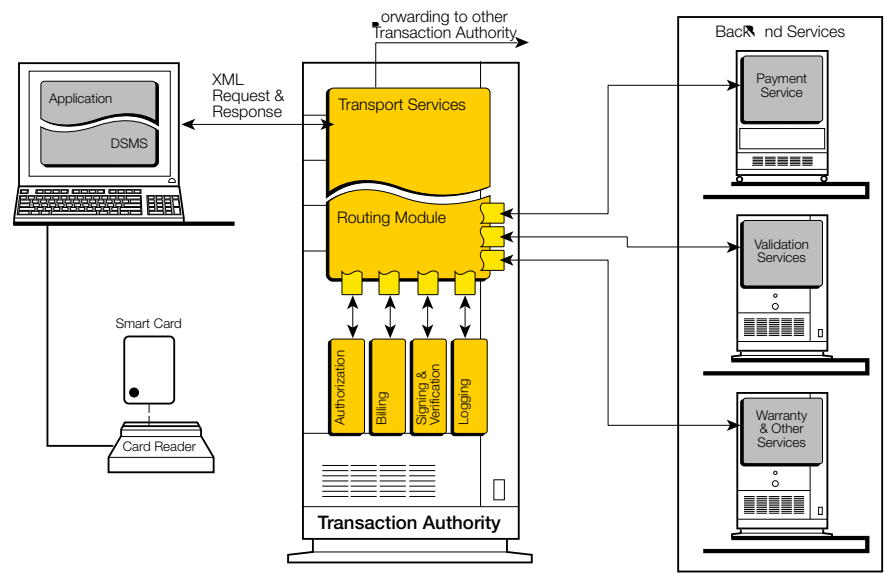 orwarding to other
Transaction Authority
Back nd Services
XML
Request &
Response
Application
DSMS
Transport Services
Routing Module
Payment
Service
Validation
Services
Warranty
& Other
Services
Smart Card
Card Reader
Authorization
Billing
Signing &
Verification
Logging
Transaction Authority